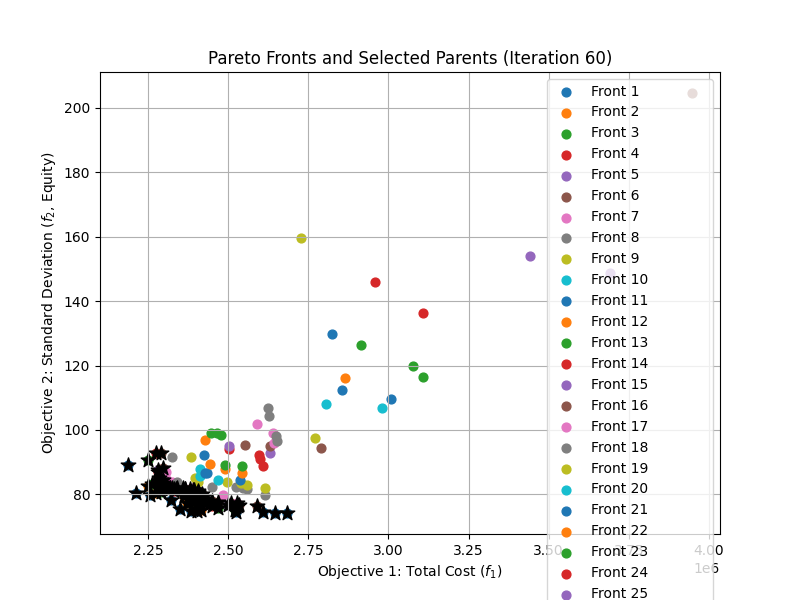 Pareto Fronts and Selected Parents (Iteration 60)
Objective 2: Standard Deviation (f₂, Equity)
200
180
160
140
120
100
80
2.25
2.50
2.75
3.00
3.25
3.50
3.75
4.00
1e6
Objective 1: Total Cost (f₁)
Front 1
Front 2
Front 3
Front 4
Front 5
Front 6
Front 7
Front 8
Front 9
Front 10
Front 11
Front 12
Front 13
Front 14
Front 15
Front 16
Front 17
Front 18
Front 19
Front 20
Front 21
Front 22
Front 23
Front 24
Front 25